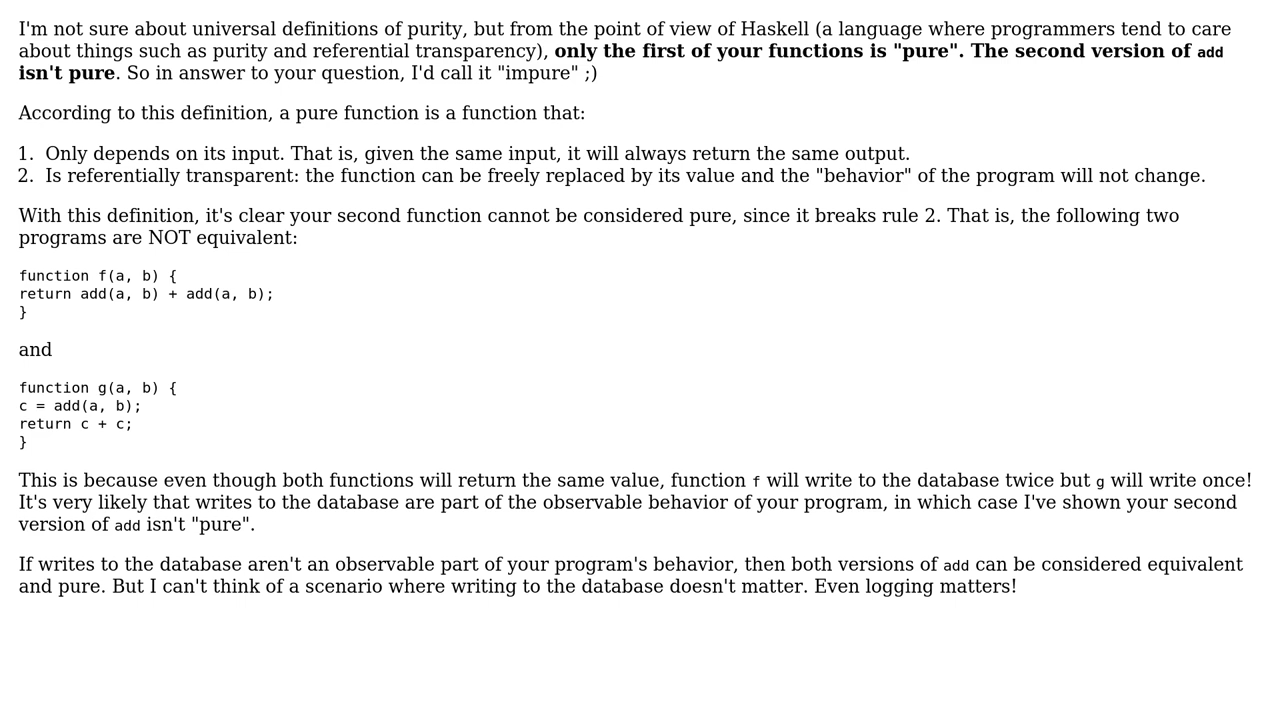 I'm not sure about universal definitions of purity, but from the point of view of Haskell (a language where programmers tend to care
about things such as purity and referential transparency), only the first of your functions is "pure". The second version of add
isn't pure. So in answer to your question, I'd call it "impure" ;)
According to this definition, a pure function is a function that:
1. Only depends on its input. That is, given the same input, it will always return the same output.
2. Is referentially transparent: the function can be freely replaced by its value and the "behavior" of the program will not change.
With this definition, it's clear your second function cannot be considered pure, since it breaks rule 2. That is, the following two
programs are NOT equivalent:
function f(a, b) {
return add(a, b) + add(a, b);
}
and
function g(a, b) {
c = add(a, b);
return c + c;
}
This is because even though both functions will return the same value, function f will write to the database twice but g will write once!
It's very likely that writes to the database are part of the observable behavior of your program, in which case I've shown your second
version of add isn't "pure".
If writes to the database aren't an observable part of your program's behavior, then both versions of add can be considered equivalent
and pure. But I can't think of a scenario where writing to the database doesn't matter. Even logging matters!